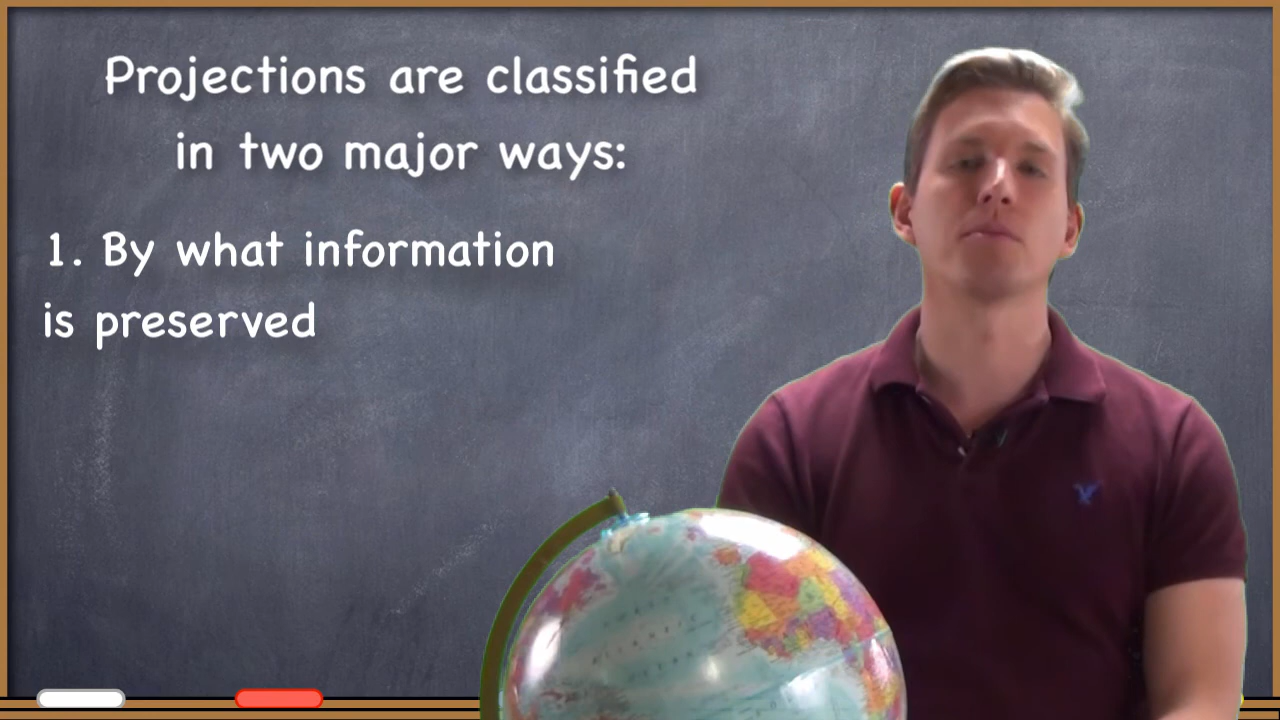 Projections are classified
in two major ways:
1. By what information
is preserved